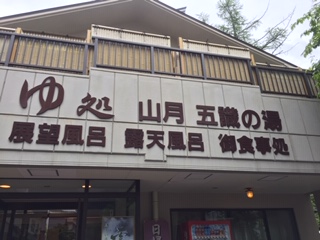 ゆ処 山月 五識の湯
展望風呂 露天風呂 御食事処